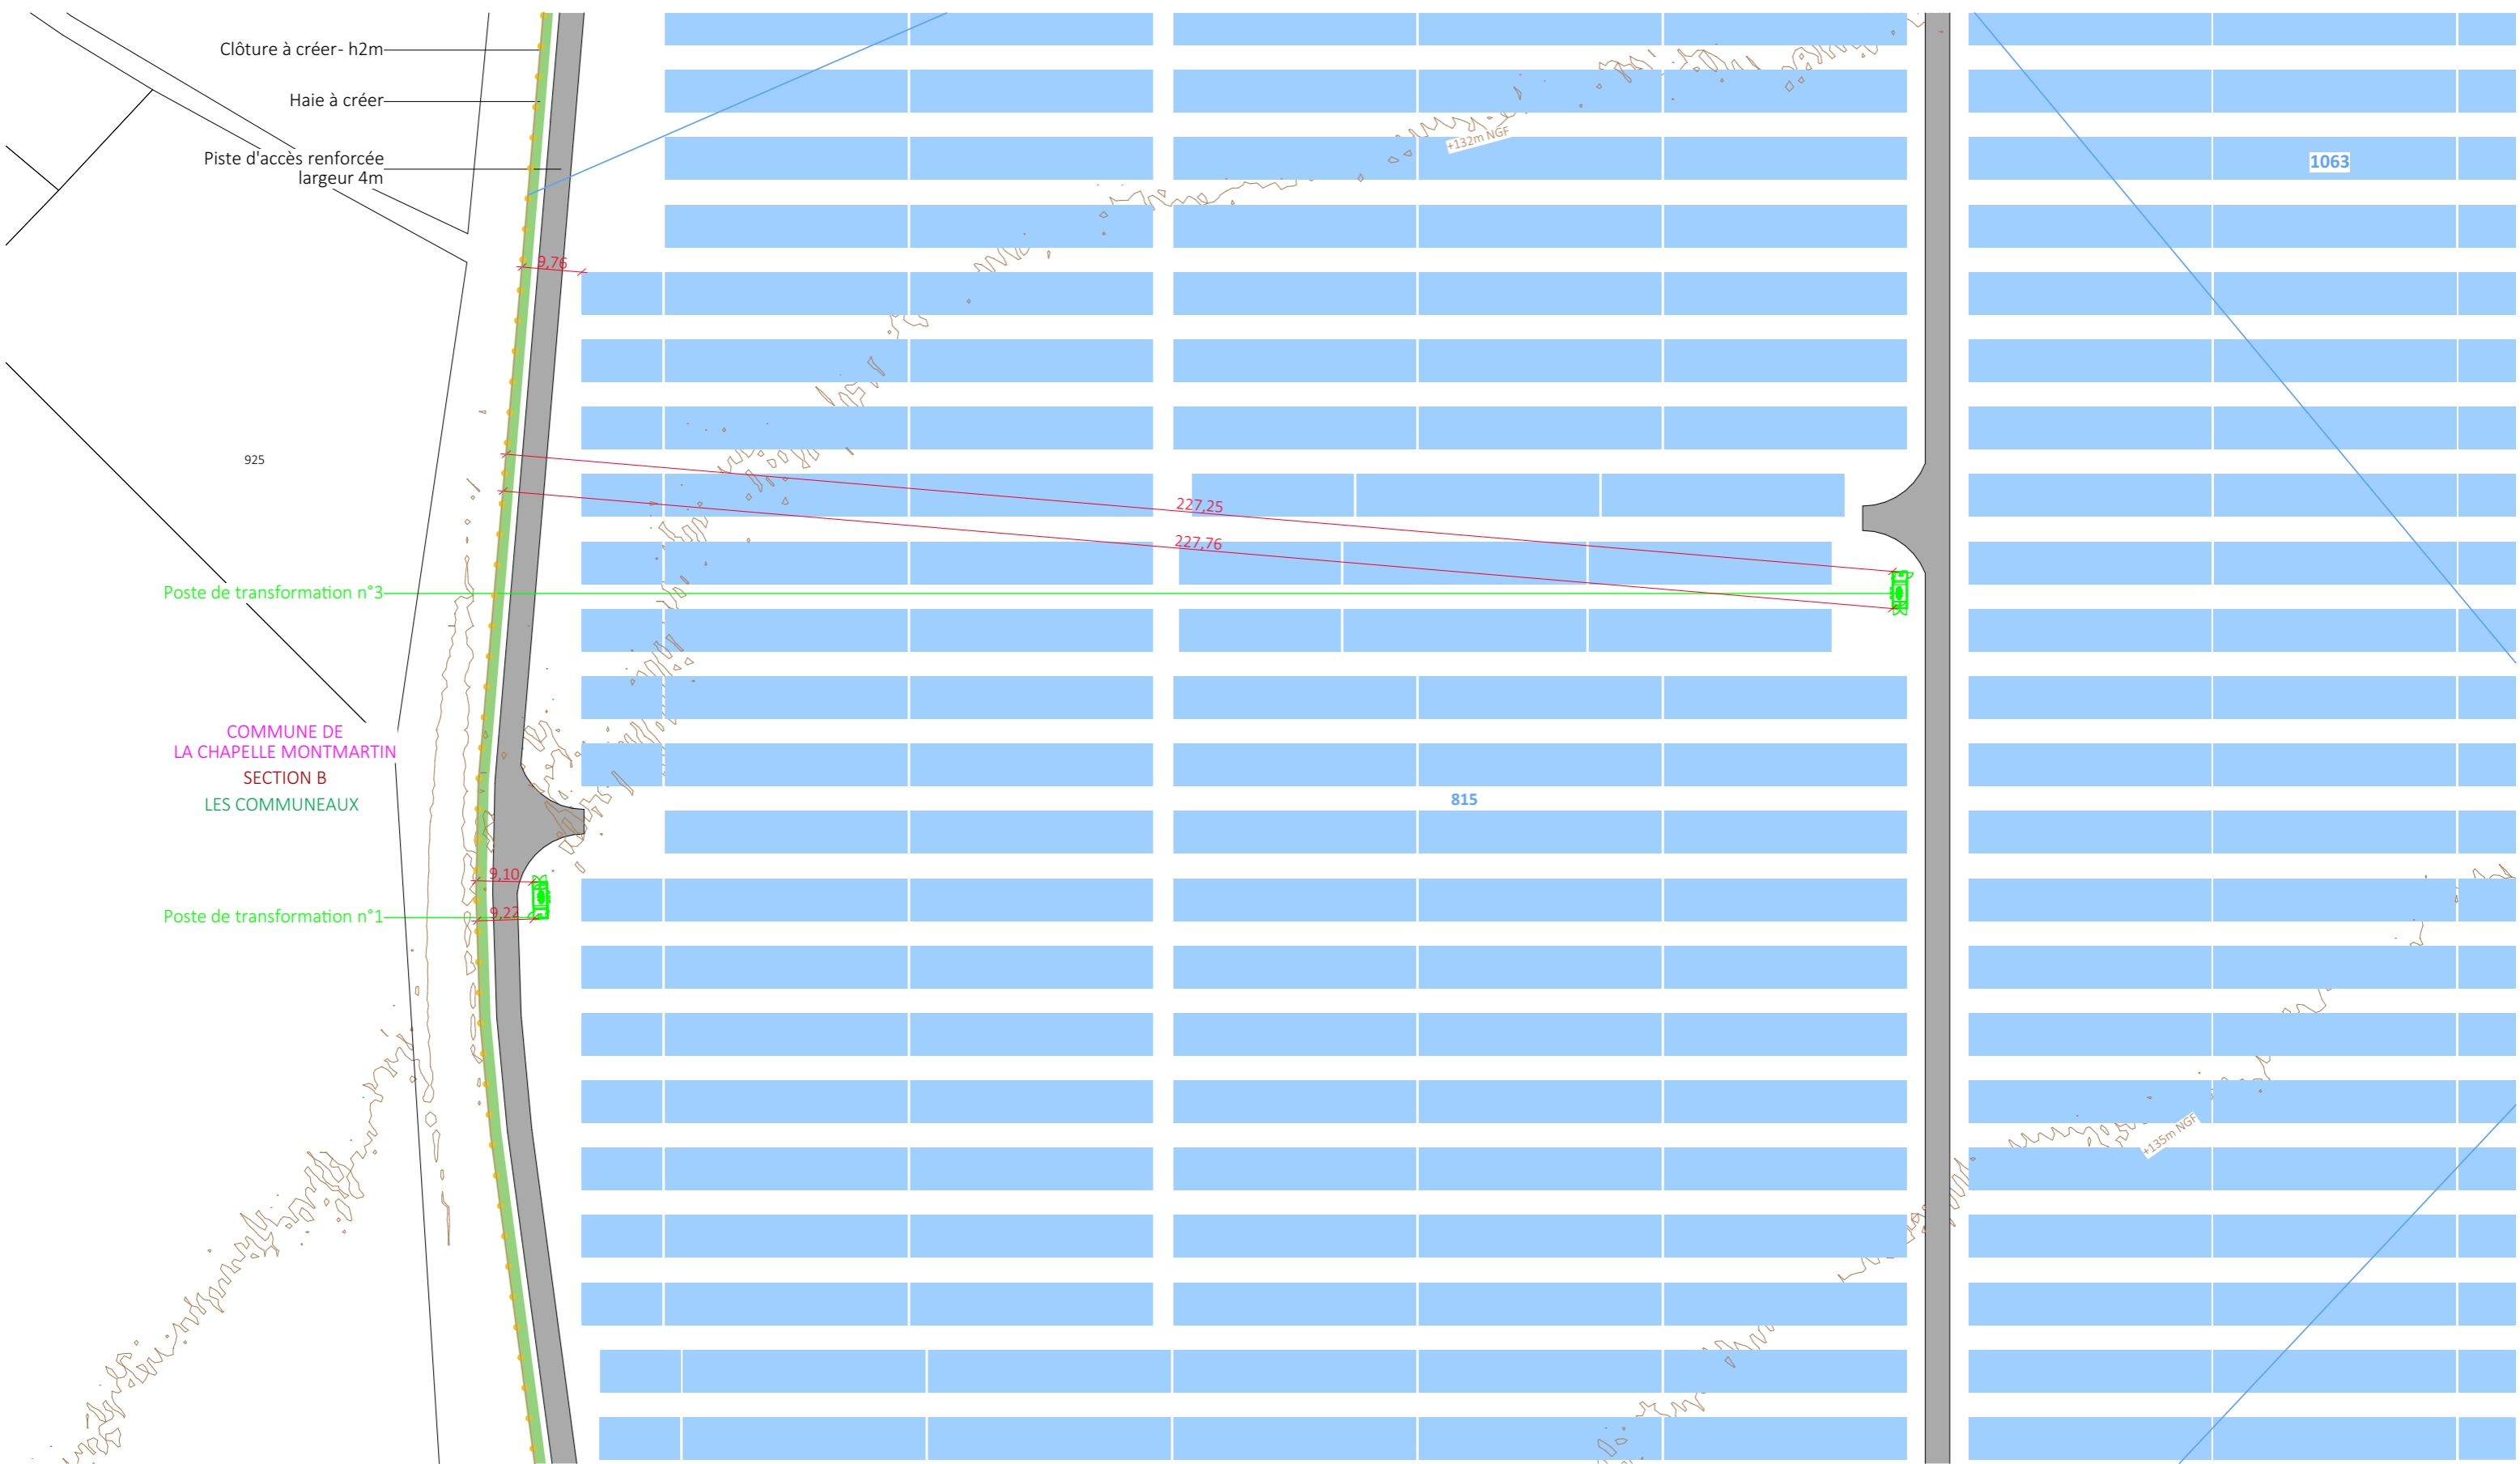 Clôture à créer- h2m
Haie à créer
Piste d'accès renforcée
largeur 4m
+132m NGF
1063
9,76
925
227,25
227,76
Poste de transformation n°3
COMMUNE DE
LA CHAPELLE MONTMARTIN
SECTION B
LES COMMUNEAUX
815
9,10
Poste de transformation n°1
9,22
+135m NGF